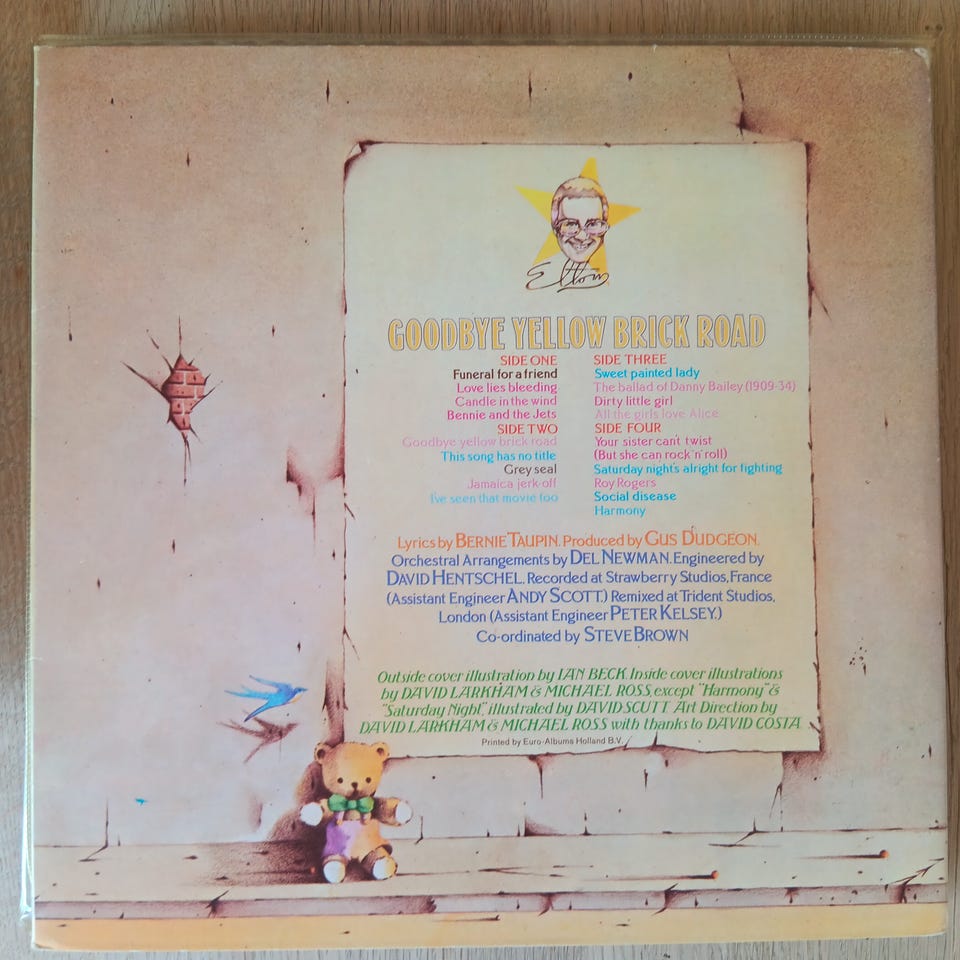 Elton
GOODBYE YELLOW BRICK ROAD
SIDE ONE
Funeral for a friend
Love lies bleeding
Candle in the wind
Bennie and the Jets
SIDE TWO
Goodbye yellow brick road
This song has no title
Grey seal
Jamaica jerk-off
I've seen that movie too
SIDE THREE
Sweet painted lady
The ballad of Danny Bailey (1909-34)
Dirty little girl
All the girls love Alice
SIDE FOUR
Your sister can't twist
(But she can rock 'n' roll)
Saturday night's alright for fighting
Roy Rogers
Social disease
Harmony
Lyrics by BERNIE TAUPIN. Produced by GUS DUDGEON.
Orchestral Arrangements by DEL NEWMAN. Engineered by
DAVID HENTSCHEL. Recorded at Strawberry Studios, France
(Assistant Engineer ANDY SCOTT.) Remixed at Trident Studios,
London (Assistant Engineer PETER KELSEY.)
Co-ordinated by STEVE BROWN
Outside cover illustration by IAN BECK. Inside cover illustrations
by DAVID LARKHAM & MICHAEL ROSS, except "Harmony" &
"Saturday Night," illustrated by DAVID SCUTT Art Direction by
DAVID LARKHAM & MICHAEL ROSS with thanks to DAVID COSTA
Printed by Euro-Albums Holland B.V.